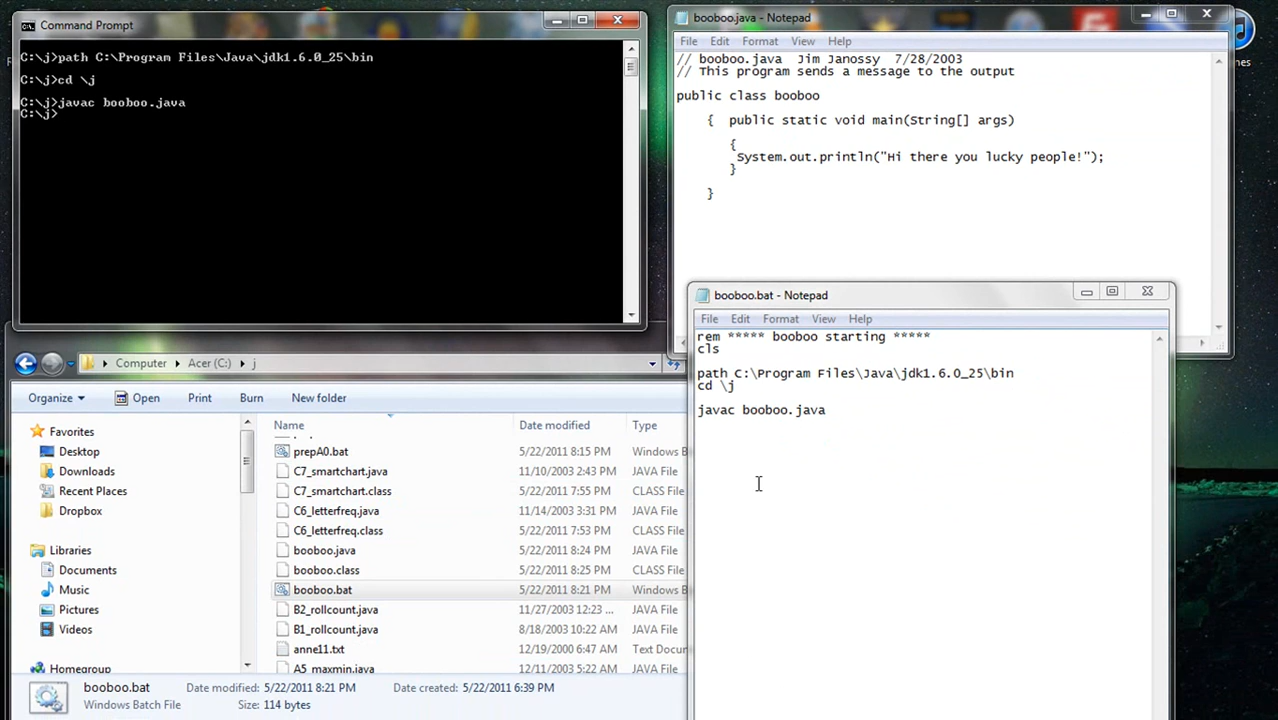 Command Prompt
C:\j>path C:\Program Files\Java\jdk1.6.0_25\bin
C:\j>cd \j
C:\j>javac booboo.java
C:\j>
booboo.java - Notepad
File Edit Format View Help
// booboo.java Jim Janossy 7/28/2003
// This program sends a message to the output
public class booboo
{ public static void main(String[] args)
{
System.out.println("Hi there you lucky people!");
}
}
booboo.bat - Notepad
File Edit Format View Help
rem ***** booboo starting *****
cls
path C:\Program Files\Java\jdk1.6.0_25\bin
cd \j
javac booboo.java
Computer Acer (C:) j
Organize Open Print Burn New folder
Favorites
Desktop
Downloads
Recent Places
Dropbox
Libraries
Documents
Music
Pictures
Videos
Homegroup
Name Date modified Type
prepA0.bat 5/22/2011 8:15 PM Windows B
C7_smartchart.java 11/10/2003 2:43 PM JAVA File
C7_smartchart.class 5/22/2011 7:55 PM CLASS File
C6_letterfreq.java 11/14/2003 3:31 PM JAVA File
C6_letterfreq.class 5/22/2011 7:53 PM CLASS File
booboo.java 5/22/2011 8:24 PM JAVA File
booboo.class 5/22/2011 8:25 PM CLASS File
booboo.bat 5/22/2011 8:21 PM Windows B
B2_rollcount.java 11/27/2003 12:23 ... JAVA File
B1_rollcount.java 8/18/2003 10:22 AM JAVA File
anne11.txt 12/19/2000 6:47 AM Text Docum
A5_maxmin.java 12/11/2003 5:22 AM JAVA File
booboo.bat Date modified: 5/22/2011 8:21 PM Date created: 5/22/2011 6:39 PM
Windows Batch File Size: 114 bytes